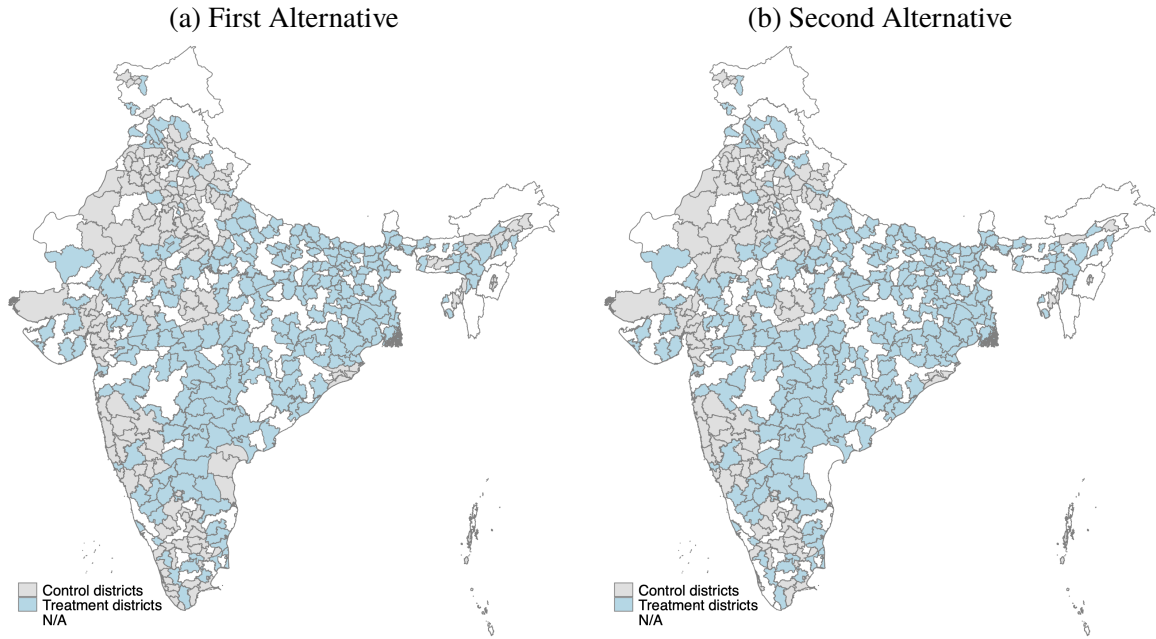 (a) First Alternative
(b) Second Alternative
Control districts
Treatment districts
N/A
Control districts
Treatment districts
N/A